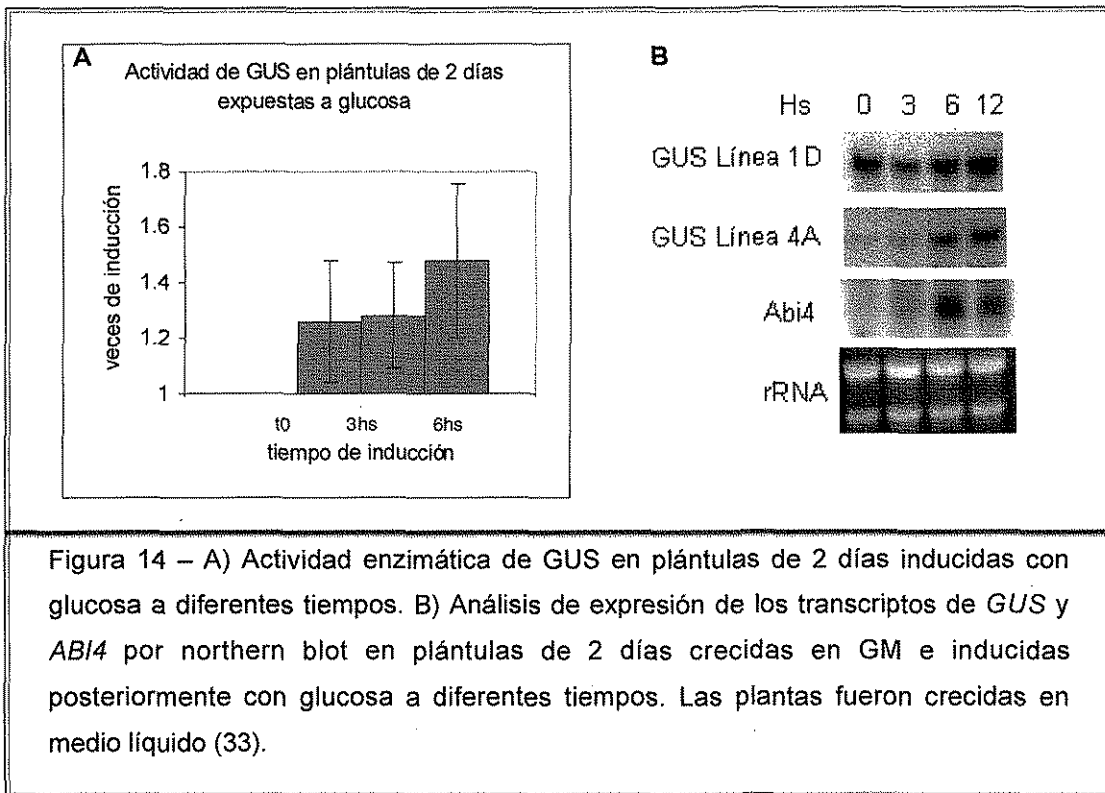 A
Actividad de GUS en plántulas de 2 días
expuestas a glucosa
veces de inducción
1.8
1.6
1.4
1.2
1
t0 3hs 6hs
tiempo de inducción
B
Hs 0 3 6 12
GUS Línea 1D
GUS Línea 4A
Abi4
rRNA
Figura 14 – A) Actividad enzimática de GUS en plántulas de 2 días inducidas con
glucosa a diferentes tiempos. B) Análisis de expresión de los transcriptos de GUS y
ABI4 por northern blot en plántulas de 2 días crecidas en GM e inducidas
posteriormente con glucosa a diferentes tiempos. Las plantas fueron crecidas en
medio líquido (33).